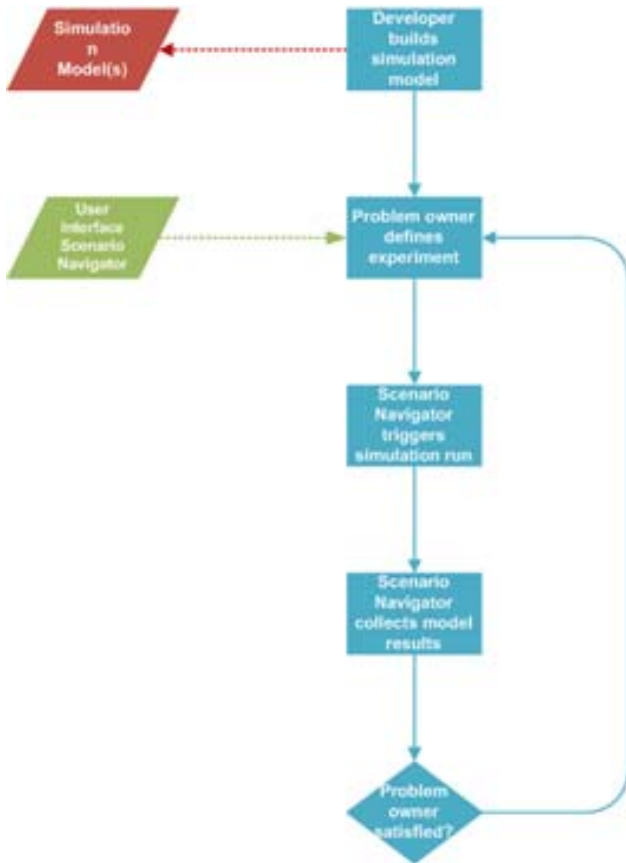 Simulatio
n
Model(s)
Developer
builds
simulation
model
User
Interface
Scenario
Navigator
Problem owner
defines
experiment
Scenario
Navigator
triggers
simulation run
Scenario
Navigator
collects model
results
Problem
owner
satisfied?